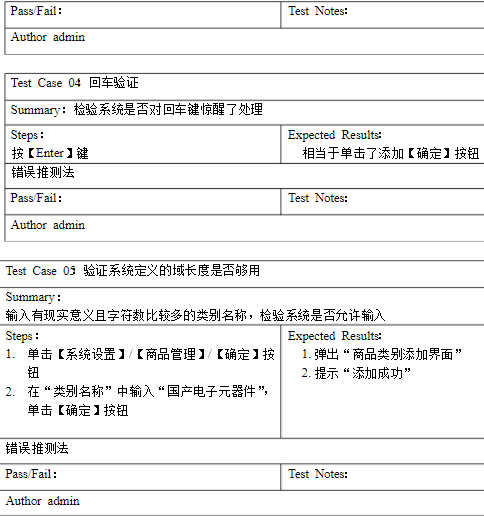 Pass/Fail: Test Notes:
Author admin
Test Case 04 回车验证
Summary: 检验系统是否对回车键惊醒了处理
Steps: Expected Results:
按【Enter】键 相当于单击了添加【确定】按钮
错误推测法
Pass/Fail: Test Notes:
Author admin
Test Case 05 验证系统定义的域长度是否够用
Summary:
输入有现实意义且字符数比较多的类别名称，检验系统是否允许输入
Steps:
1. 单击【系统设置】/【商品管理】/【确定】按
钮
2. 在“类别名称”中输入“国产电子元器件”，
单击【确定】按钮
Expected Results:
1. 弹出“商品类别添加界面”
2. 提示“添加成功”
错误推测法
Pass/Fail: Test Notes:
Author admin